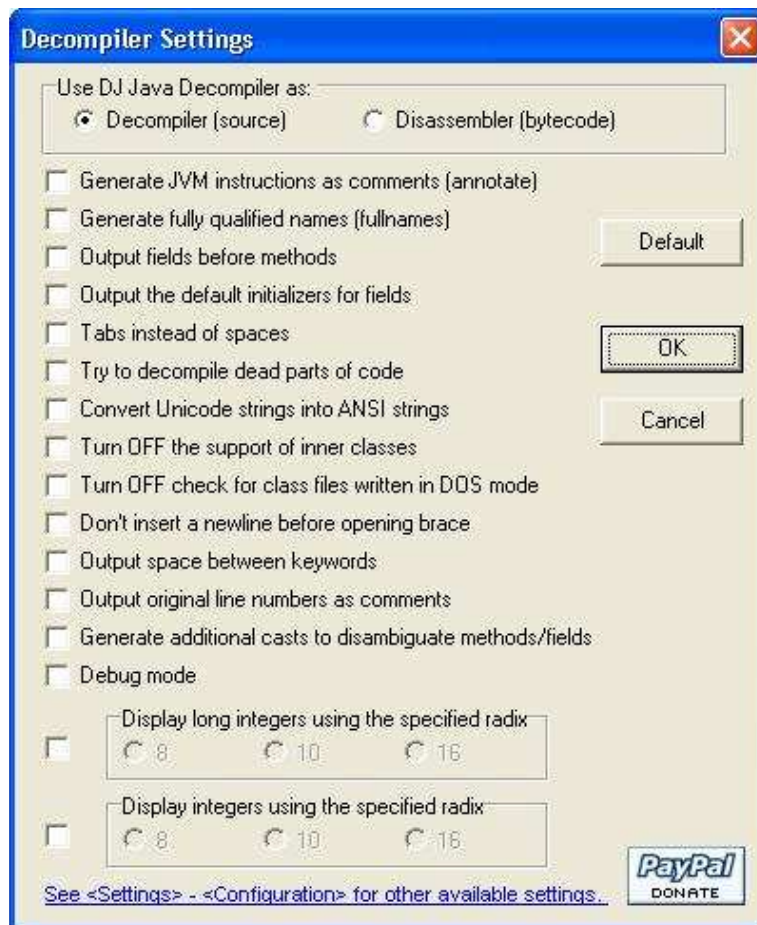 Decompiler Settings
Use DJ Java Decompiler as:
Decompiler (source) Disassembler (bytecode)
Generate JVM instructions as comments (annotate)
Generate fully qualified names (fullnames)
Default
Output fields before methods
Output the default initializers for fields
Tabs instead of spaces
OK
Try to decompile dead parts of code
Convert Unicode strings into ANSI strings
Cancel
Turn OFF the support of inner classes
Turn OFF check for class files written in DOS mode
Don't insert a newline before opening brace
Output space between keywords
Output original line numbers as comments
Generate additional casts to disambiguate methods/fields
Debug mode
Display long integers using the specified radix
8 10 16
Display integers using the specified radix
8 10 16
PayPal
DONATE
See <Settings> - <Configuration> for other available settings.